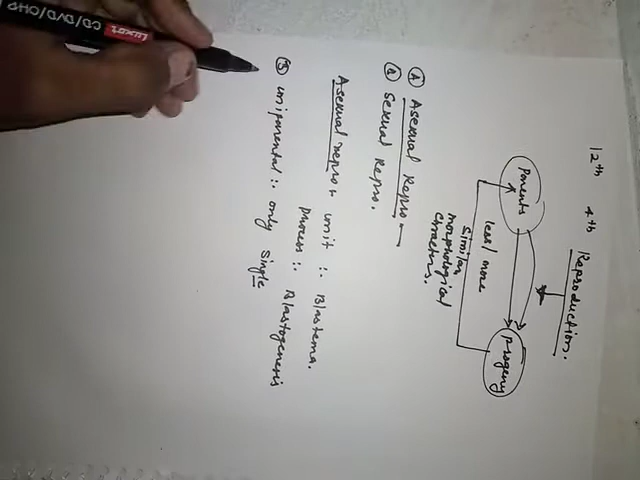 12th 4th Reproduction.
Parents
Progeny
less/more
Similar
morphological
characters.
(A) Asexual Repro
(B) Sexual Repro.
Asexual repro unit :. Blastema.
Process :. Blastogenesis
uniparental :. only single
Luxor CD/DVD/OHP